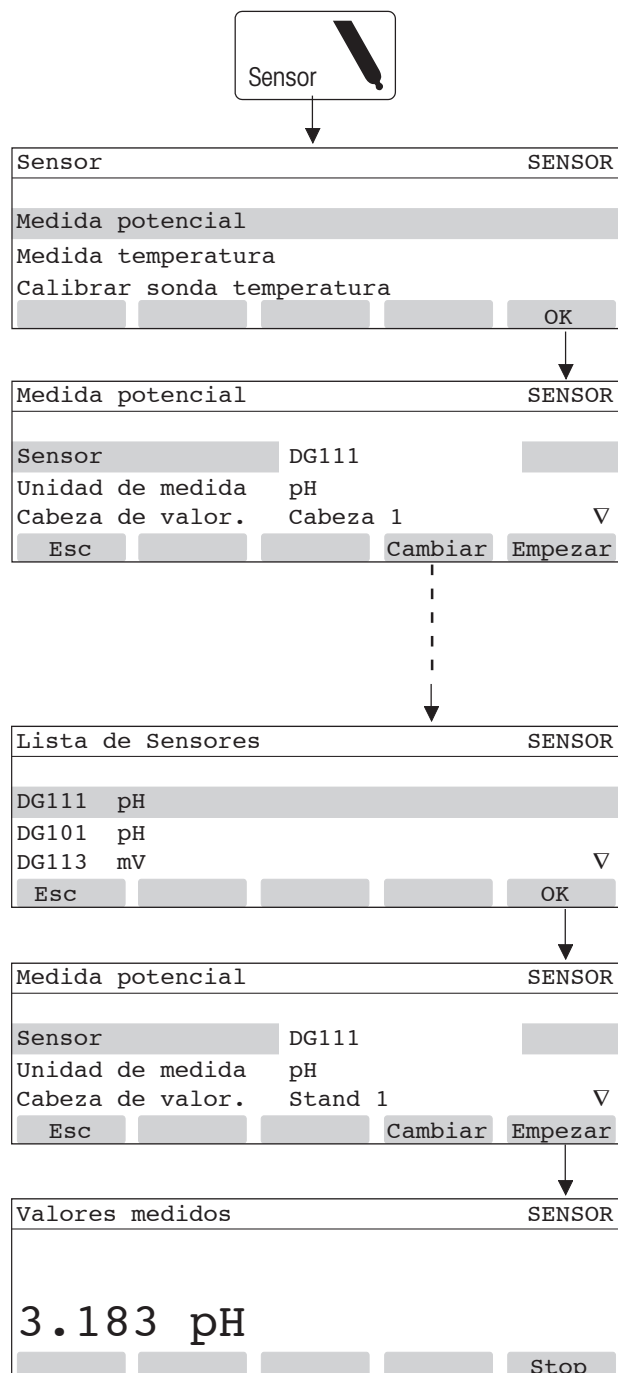 Sensor
Sensor SENSOR
Medida potencial
Medida temperatura
Calibrar sonda temperatura
OK
Medida potencial SENSOR
Sensor DG111
Unidad de medida pH
Cabeza de valor. Cabeza 1 ∇
Esc Cambiar Empezar
Lista de Sensores SENSOR
DG111 pH
DG101 pH
DG113 mV ∇
Esc OK
Medida potencial SENSOR
Sensor DG111
Unidad de medida pH
Cabeza de valor. Stand 1 ∇
Esc Cambiar Empezar
Valores medidos SENSOR
3.183 pH
Stop